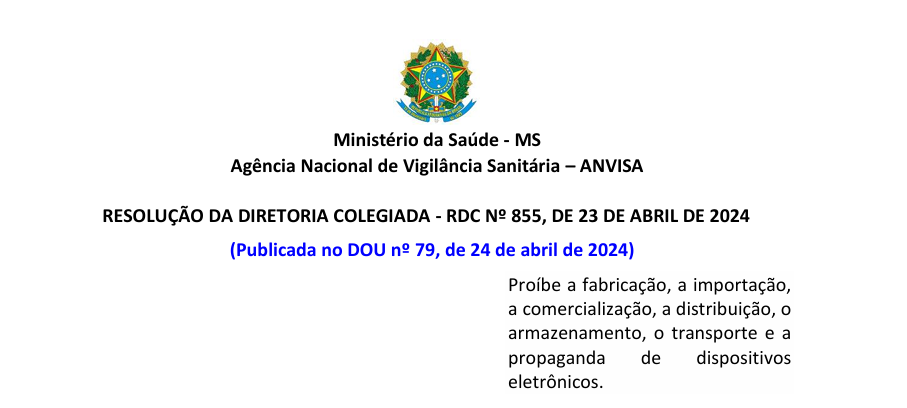 Ministério da Saúde - MS
Agência Nacional de Vigilância Sanitária – ANVISA
RESOLUÇÃO DA DIRETORIA COLEGIADA - RDC Nº 855, DE 23 DE ABRIL DE 2024
(Publicada no DOU nº 79, de 24 de abril de 2024)
Proíbe a fabricação, a importação,
a comercialização, a distribuição, o
armazenamento, o transporte e a
propaganda de dispositivos
eletrônicos.